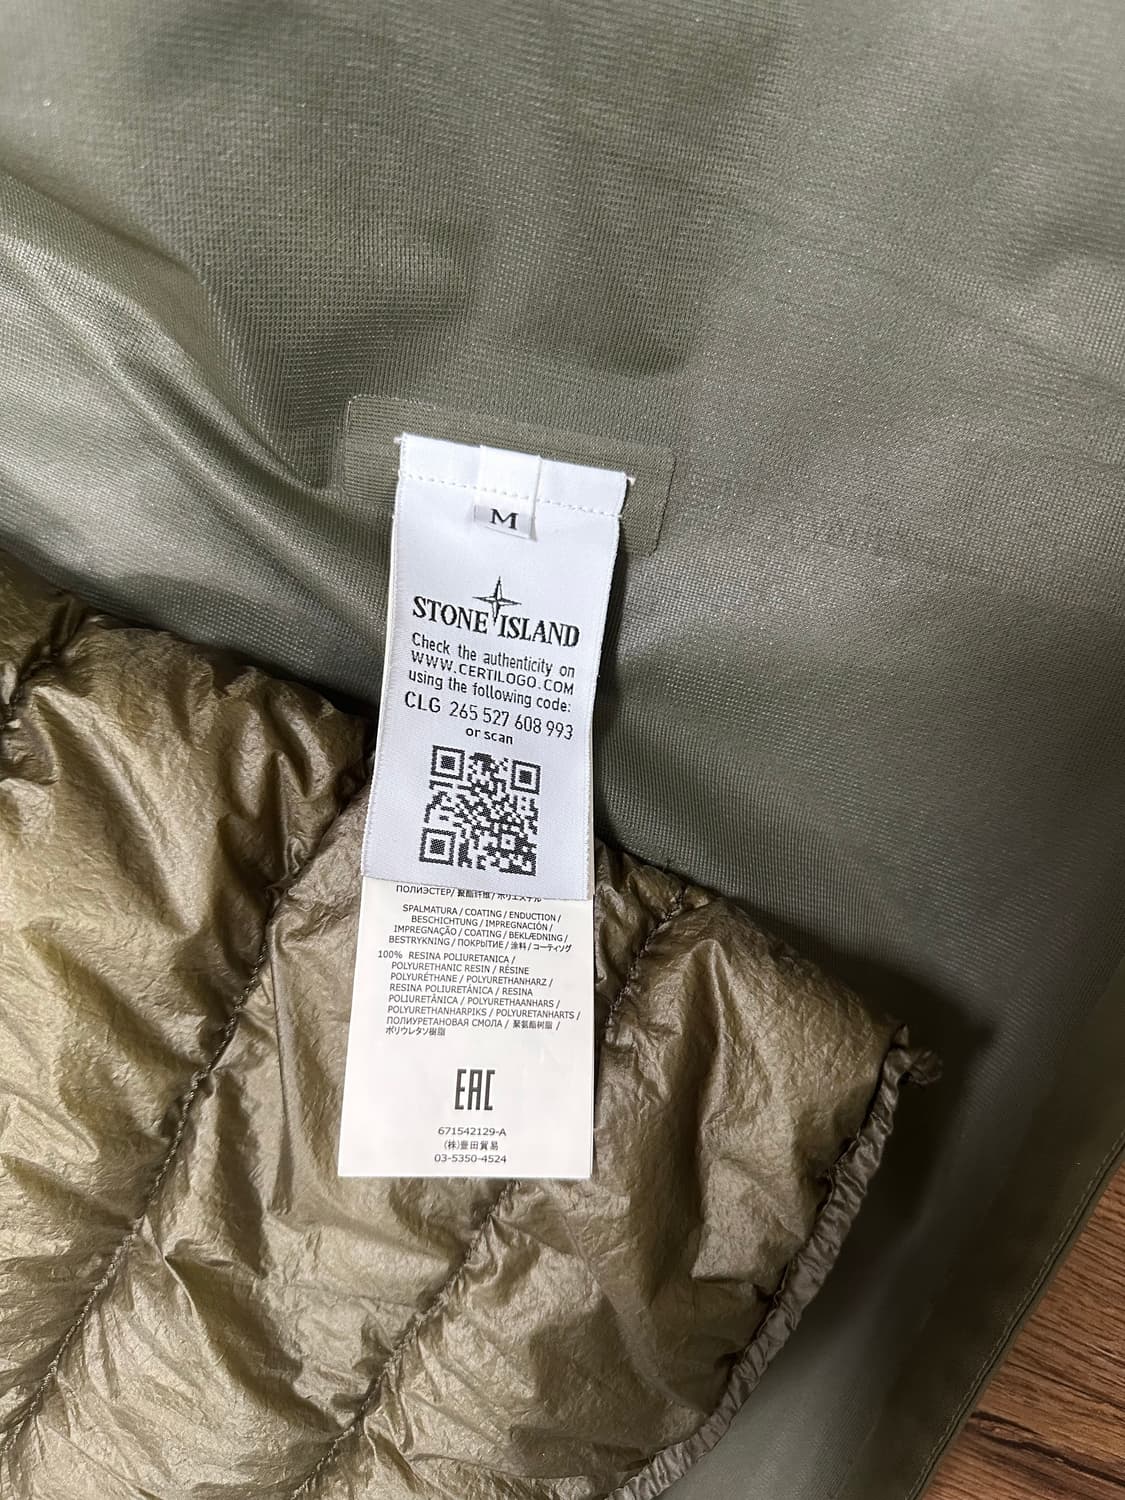 M
STONE ISLAND
Check the authenticity on
WWW.CERTILOGO.COM
using the following code:
CLG 265 527 608 993
or scan
ПОЛИЭСТЕР/ 聚酯纤维/ ポリエステル
SPALMATURA / COATING / ENDUCTION /
BESCHICHTUNG / IMPREGNACIÓN /
IMPREGNAÇÃO / COATING / BEKLÆDNING /
BESTRYKNING / ПОКРЫТИЕ / 涂料 / コーティング
100% RESINA POLIURETANICA /
POLYURETHANIC RESIN / RÉSINE
POLYURÉTHANE / POLYURETHANHARZ /
RESINA POLIURETÂNICA / RESINA
POLIURETÂNICA / POLYURETHAANHARS /
POLYURETHANHARPIKS / POLYURETANHARTS /
ПОЛИУРЕТАНОВАЯ СМОЛА / 聚氨酯树脂 /
ポリウレタン樹脂
EAC
671542129-A
(株)豊田貿易
03-5350-4524